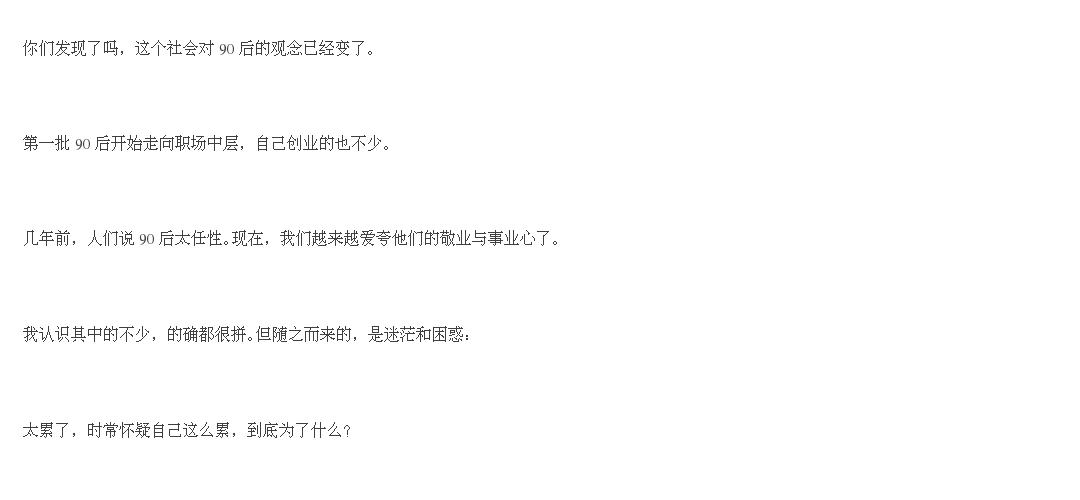 你们发现了吗，这个社会对 90 后的观念已经变了。
第一批 90 后开始走向职场中层，自己创业的也不少。
几年前，人们说 90 后太任性。现在，我们越来越爱夸他们的敬业与事业心了。
我认识其中的不少，的确都很拼。但随之而来的，是迷茫和困惑：
太累了，时常怀疑自己这么累，到底为了什么？